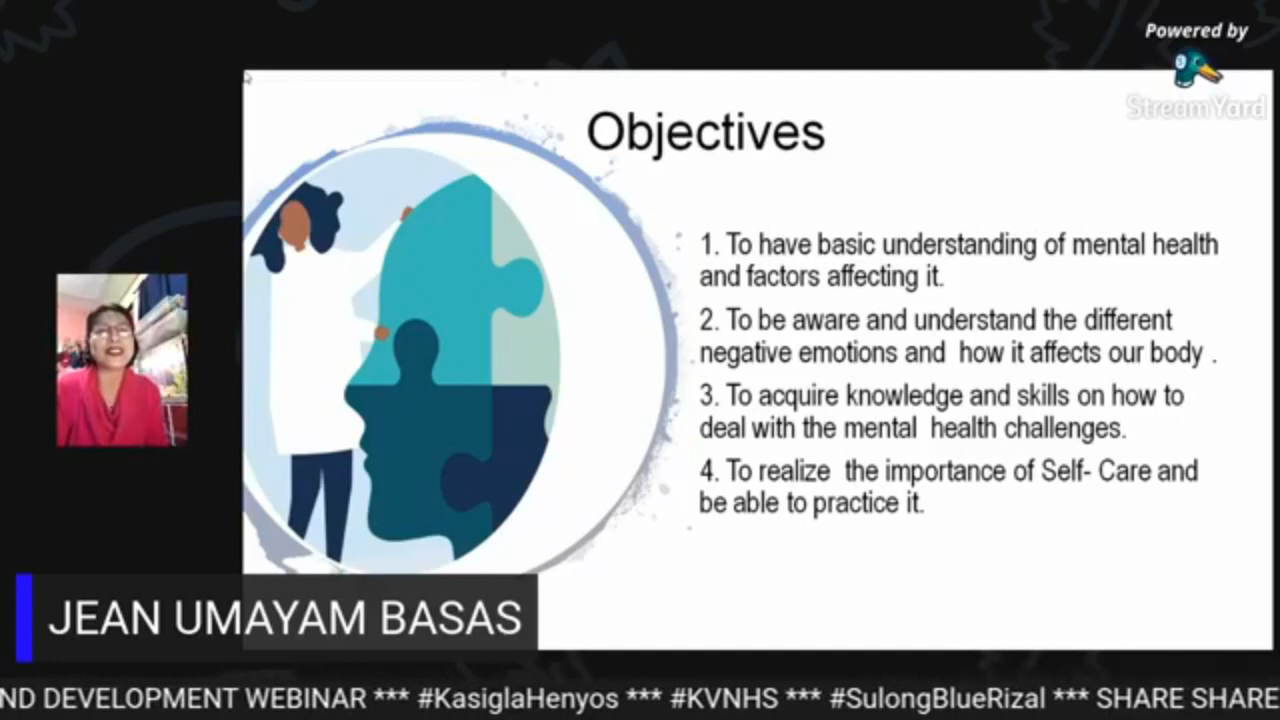 Powered by
StreamYard
Objectives
1. To have basic understanding of mental health
and factors affecting it.
2. To be aware and understand the different
negative emotions and  how it affects our body .
3. To acquire knowledge and skills on how to
deal with the mental  health challenges.
4. To realize  the importance of Self- Care and
be able to practice it.
JEAN UMAYAM BASAS
ND DEVELOPMENT WEBINAR *** #KasiglaHenyos *** #KVNHS *** #SulongBlueRizal *** SHARE SHARE